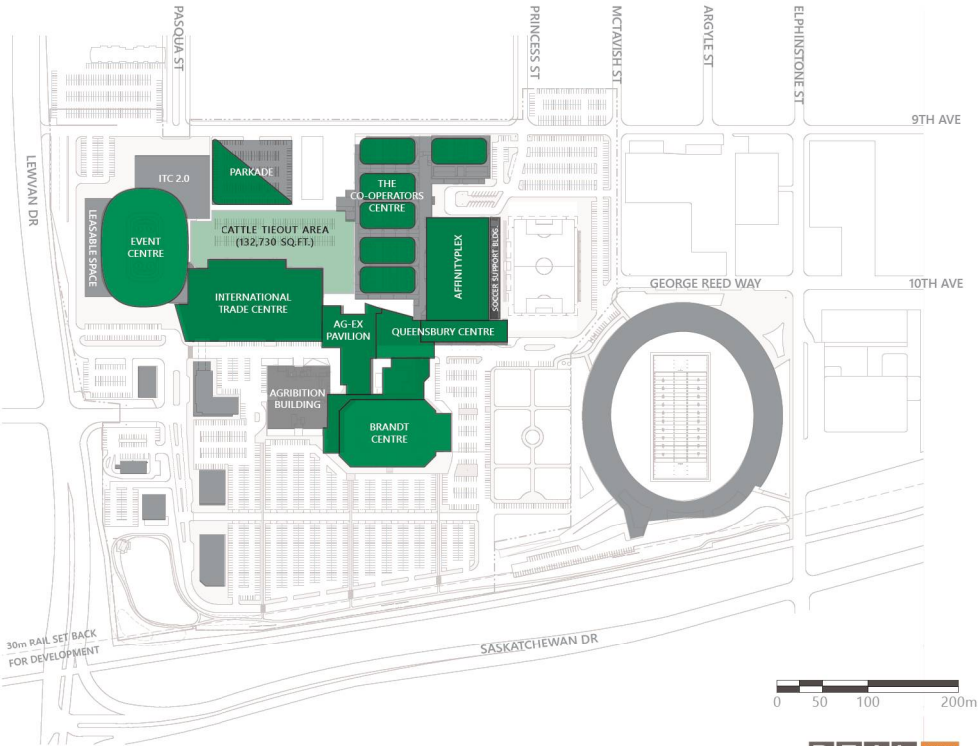 PASQUA ST
PRINCESS ST
MCTAVISH ST
ARGYLE ST
ELPHINSTONE ST
9TH AVE
LEWVAN DR
ITC 2.0
PARKADE
THE
CO-OPERATORS
CENTRE
LEASABLE SPACE
EVENT
CENTRE
CATTLE TIEOUT AREA
(132,730 SQ.FT.)
AFFINITYPLEX
SOCCER SUPPORT BLDG.
GEORGE REED WAY
10TH AVE
INTERNATIONAL
TRADE CENTRE
AG-EX
PAVILION
QUEENSBURY CENTRE
AGRIBITION
BUILDING
BRANDT
CENTRE
30m RAIL SET BACK
FOR DEVELOPMENT
SASKATCHEWAN DR
0 50 100 200m